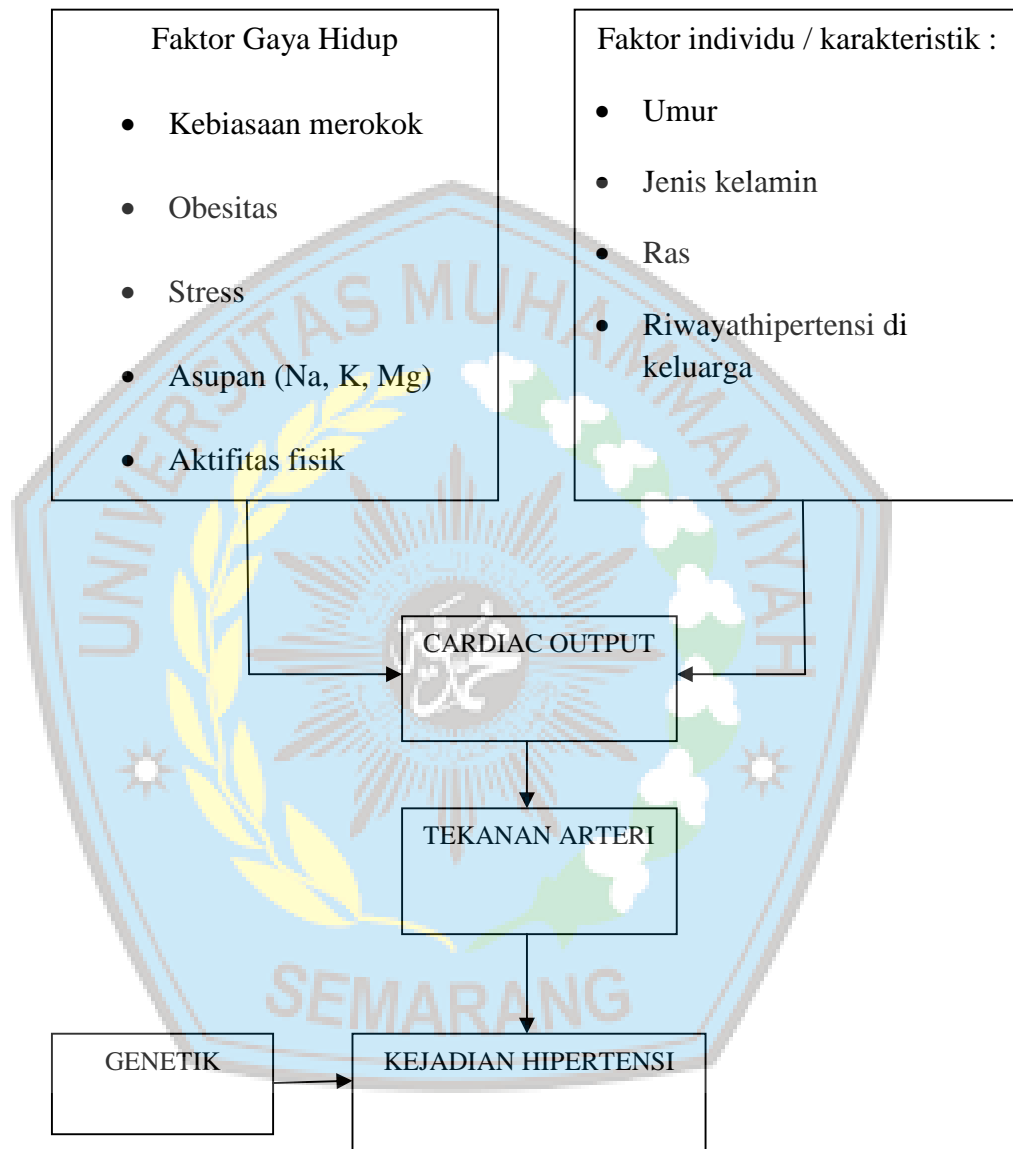 Faktor Gaya Hidup
• Kebiasaan merokok
• Obesitas
• Stress
• Asupan (Na, K, Mg)
• Aktifitas fisik
Faktor individu / karakteristik :
• Umur
• Jenis kelamin
• Ras
• Riwayathipertensi di
keluarga
UNIVERSITAS MUHAMMADIYAH
CARDIAC OUTPUT
TEKANAN ARTERI
SEMARANG
GENETIK
KEJADIAN HIPERTENSI